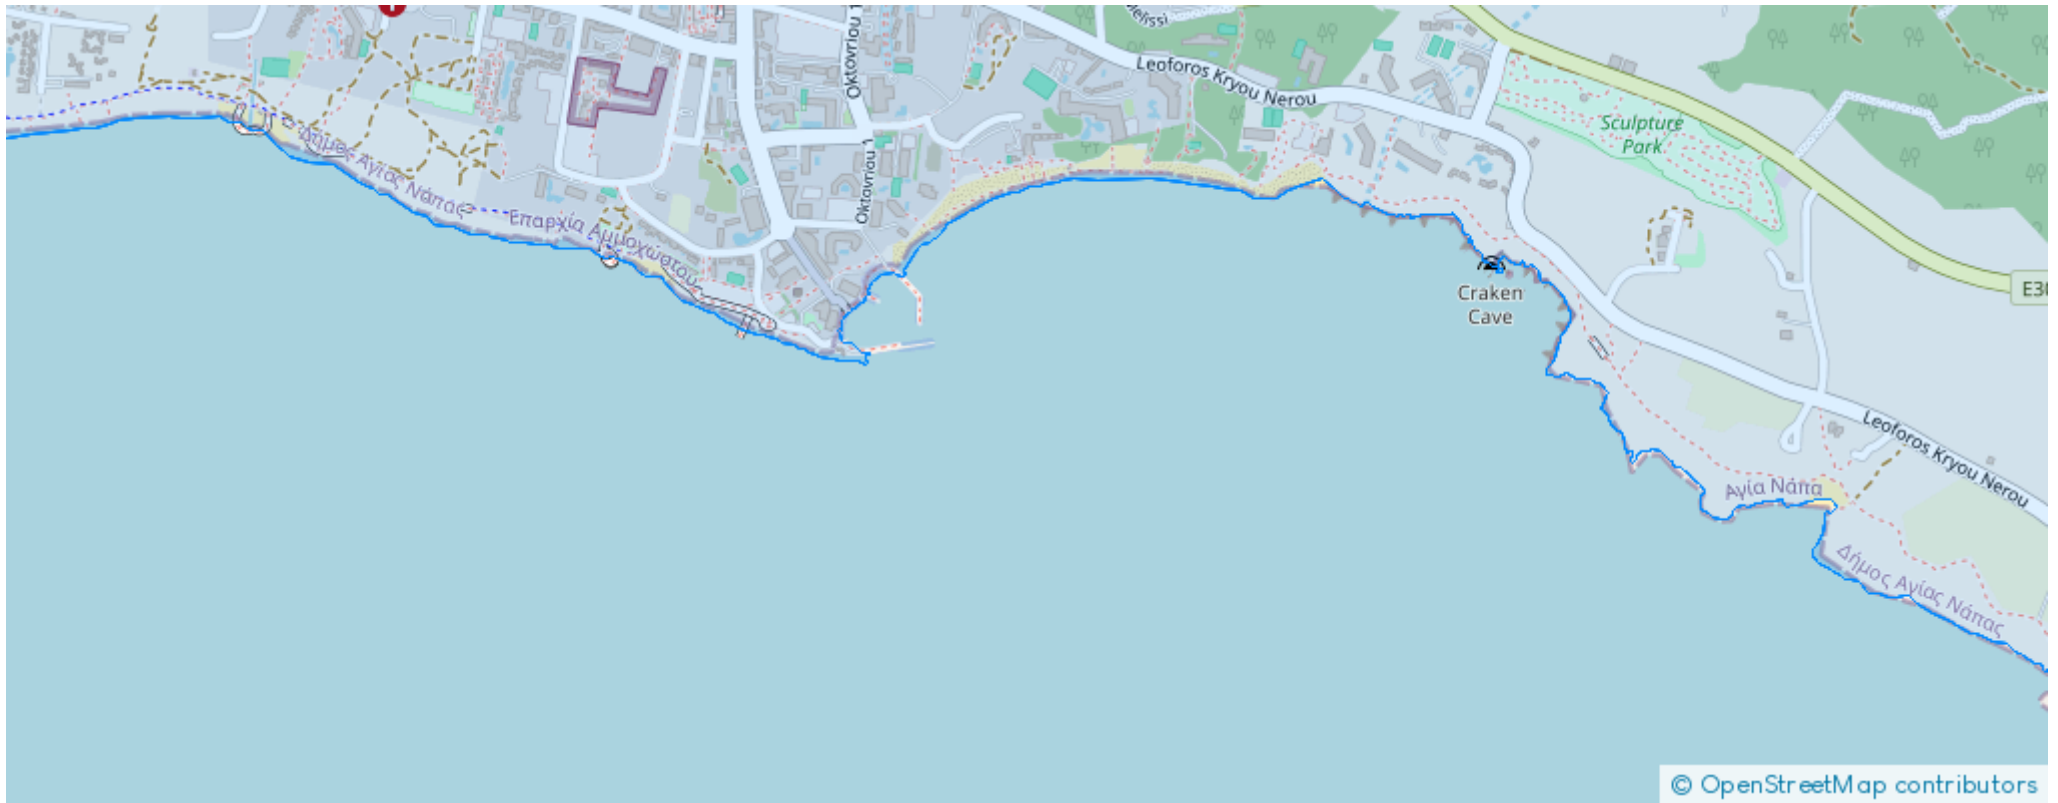 Melissi
Oktovriou 1
Leoforos Kryou Nerou
Sculpture
Park
Δήμος Αγίας Νάπας
Επαρχία Αμμοχώστου
Oktovriou 1
Craken
Cave
E30
Leoforos Kryou Nerou
Αγία Νάπα
Δήμος Αγίας Νάπας
© OpenStreetMap contributors